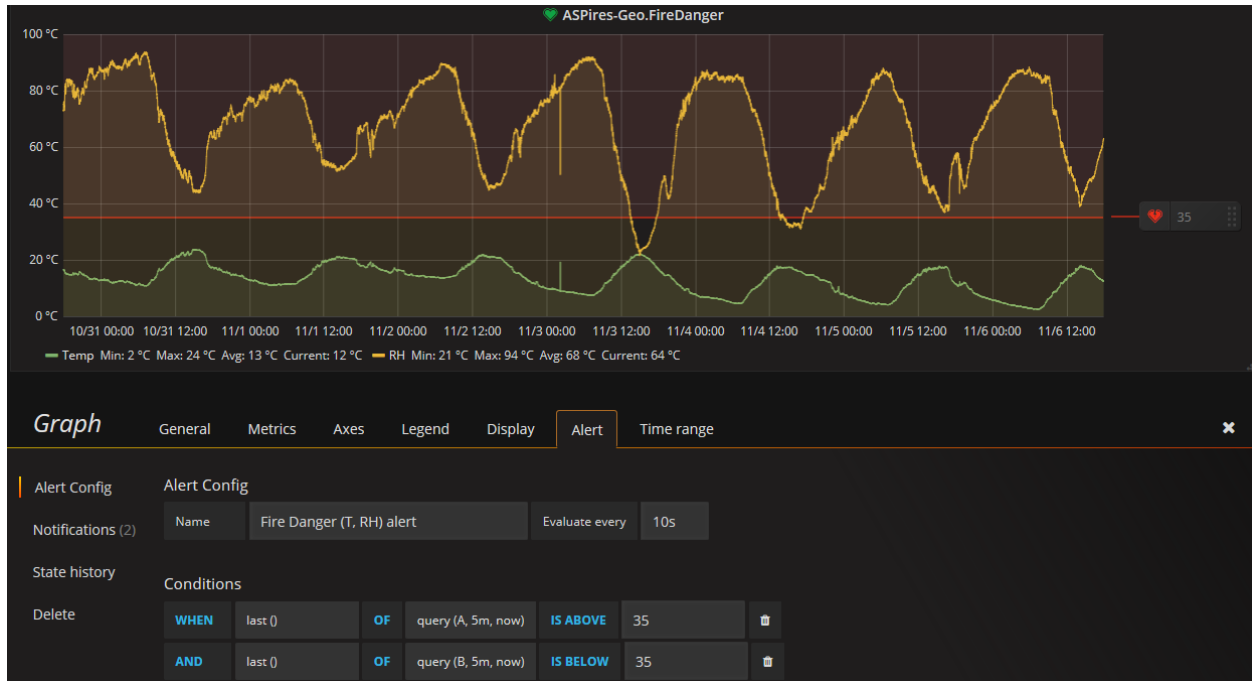 ASPires-Geo.FireDanger
100 °C
80 °C
60 °C
40 °C
20 °C
0 °C
35
10/31 00:00 10/31 12:00 11/1 00:00 11/1 12:00 11/2 00:00 11/2 12:00 11/3 00:00 11/3 12:00 11/4 00:00 11/4 12:00 11/5 00:00 11/5 12:00 11/6 00:00 11/6 12:00
Temp Min: 2 °C Max: 24 °C Avg: 13 °C Current: 12 °C RH Min: 21 °C Max: 94 °C Avg: 68 °C Current: 64 °C
Graph General Metrics Axes Legend Display Alert Time range
Alert Config
Notifications (2)
State history
Delete
Alert Config
Name Fire Danger (T, RH) alert Evaluate every 10s
Conditions
WHEN last () OF query (A, 5m, now) IS ABOVE 35
AND last () OF query (B, 5m, now) IS BELOW 35